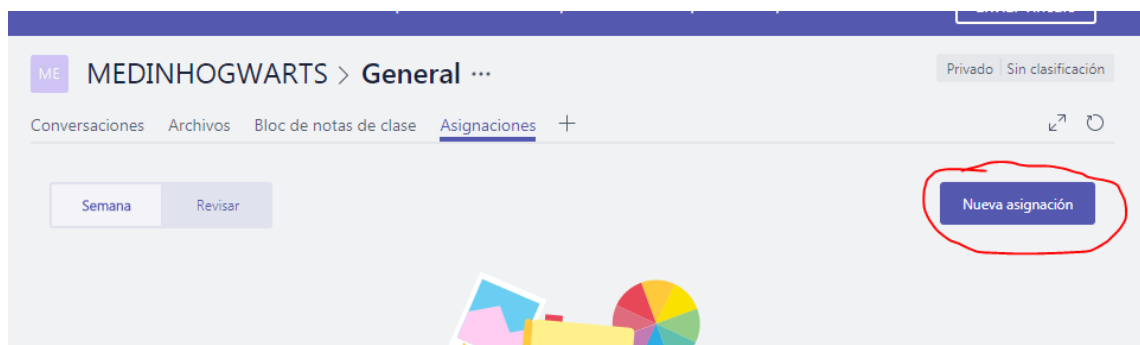 ME MEDINHOGWARTS > General ···
Privado | Sin clasificación
Conversaciones Archivos Bloc de notas de clase Asignaciones +
Semana Revisar
Nueva asignación